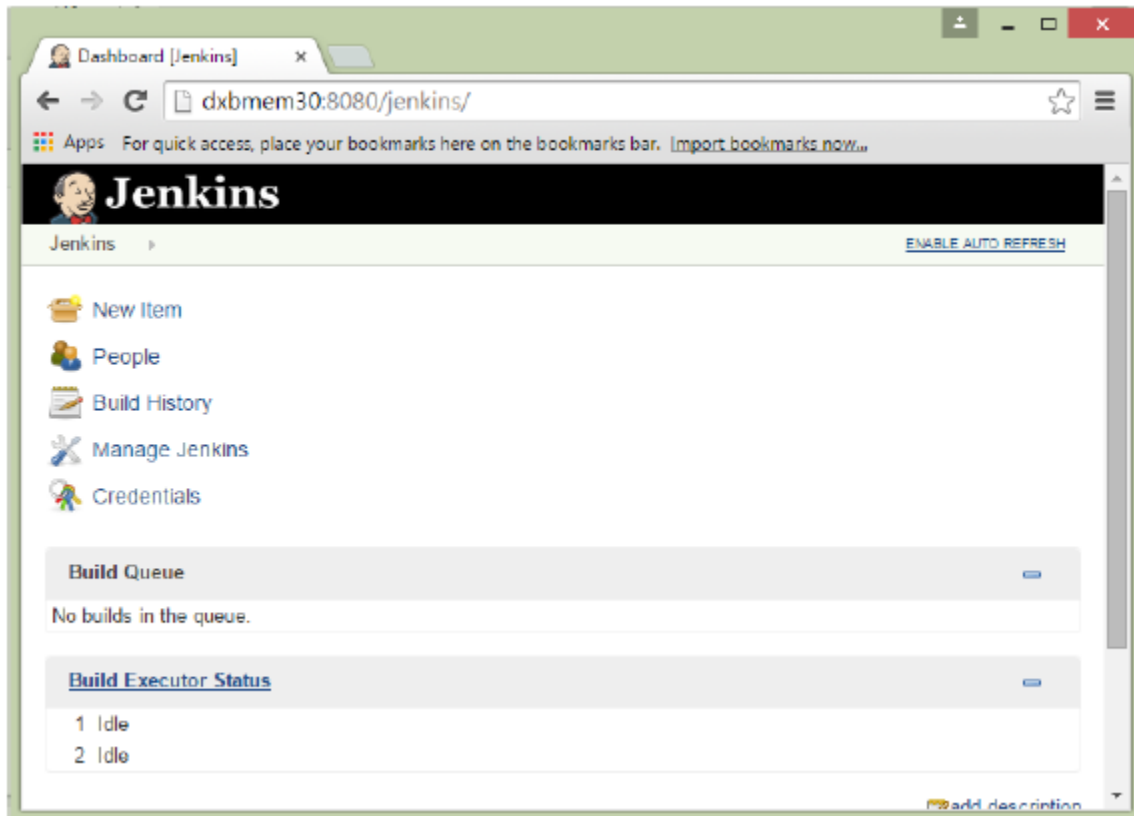 Dashboard [Jenkins]
dxbmem30:8080/jenkins/
Apps For quick access, place your bookmarks here on the bookmarks bar. Import bookmarks now...
Jenkins
Jenkins ENABLE AUTO REFRESH
New Item
People
Build History
Manage Jenkins
Credentials
Build Queue
No builds in the queue.
Build Executor Status
1 Idle
2 Idle
add description